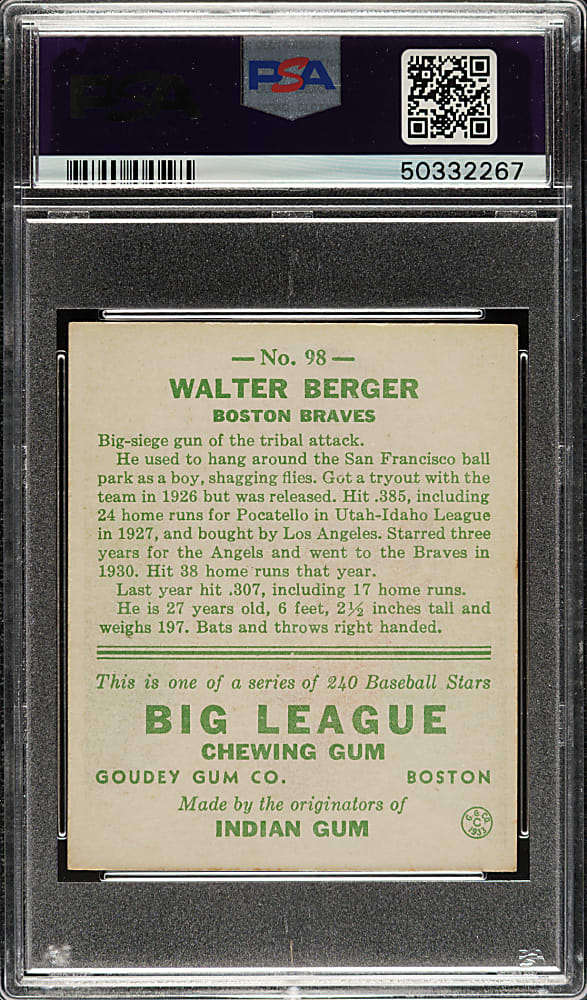 PSA
PSA
50332267
— No. 98 —
WALTER BERGER
BOSTON BRAVES
Big-siege gun of the tribal attack.
He used to hang around the San Francisco ball
park as a boy, shagging flies. Got a tryout with the
team in 1926 but was released. Hit .385, including
24 home runs for Pocatello in Utah-Idaho League
in 1927, and bought by Los Angeles. Starred three
years for the Angels and went to the Braves in
1930. Hit 38 home runs that year.
Last year hit .307, including 17 home runs.
He is 27 years old, 6 feet, 2½ inches tall and
weighs 197. Bats and throws right handed.
This is one of a series of 240 Baseball Stars
BIG LEAGUE
CHEWING GUM
GOUDEY GUM CO. BOSTON
Made by the originators of
INDIAN GUM
G. & CO.
C
1933